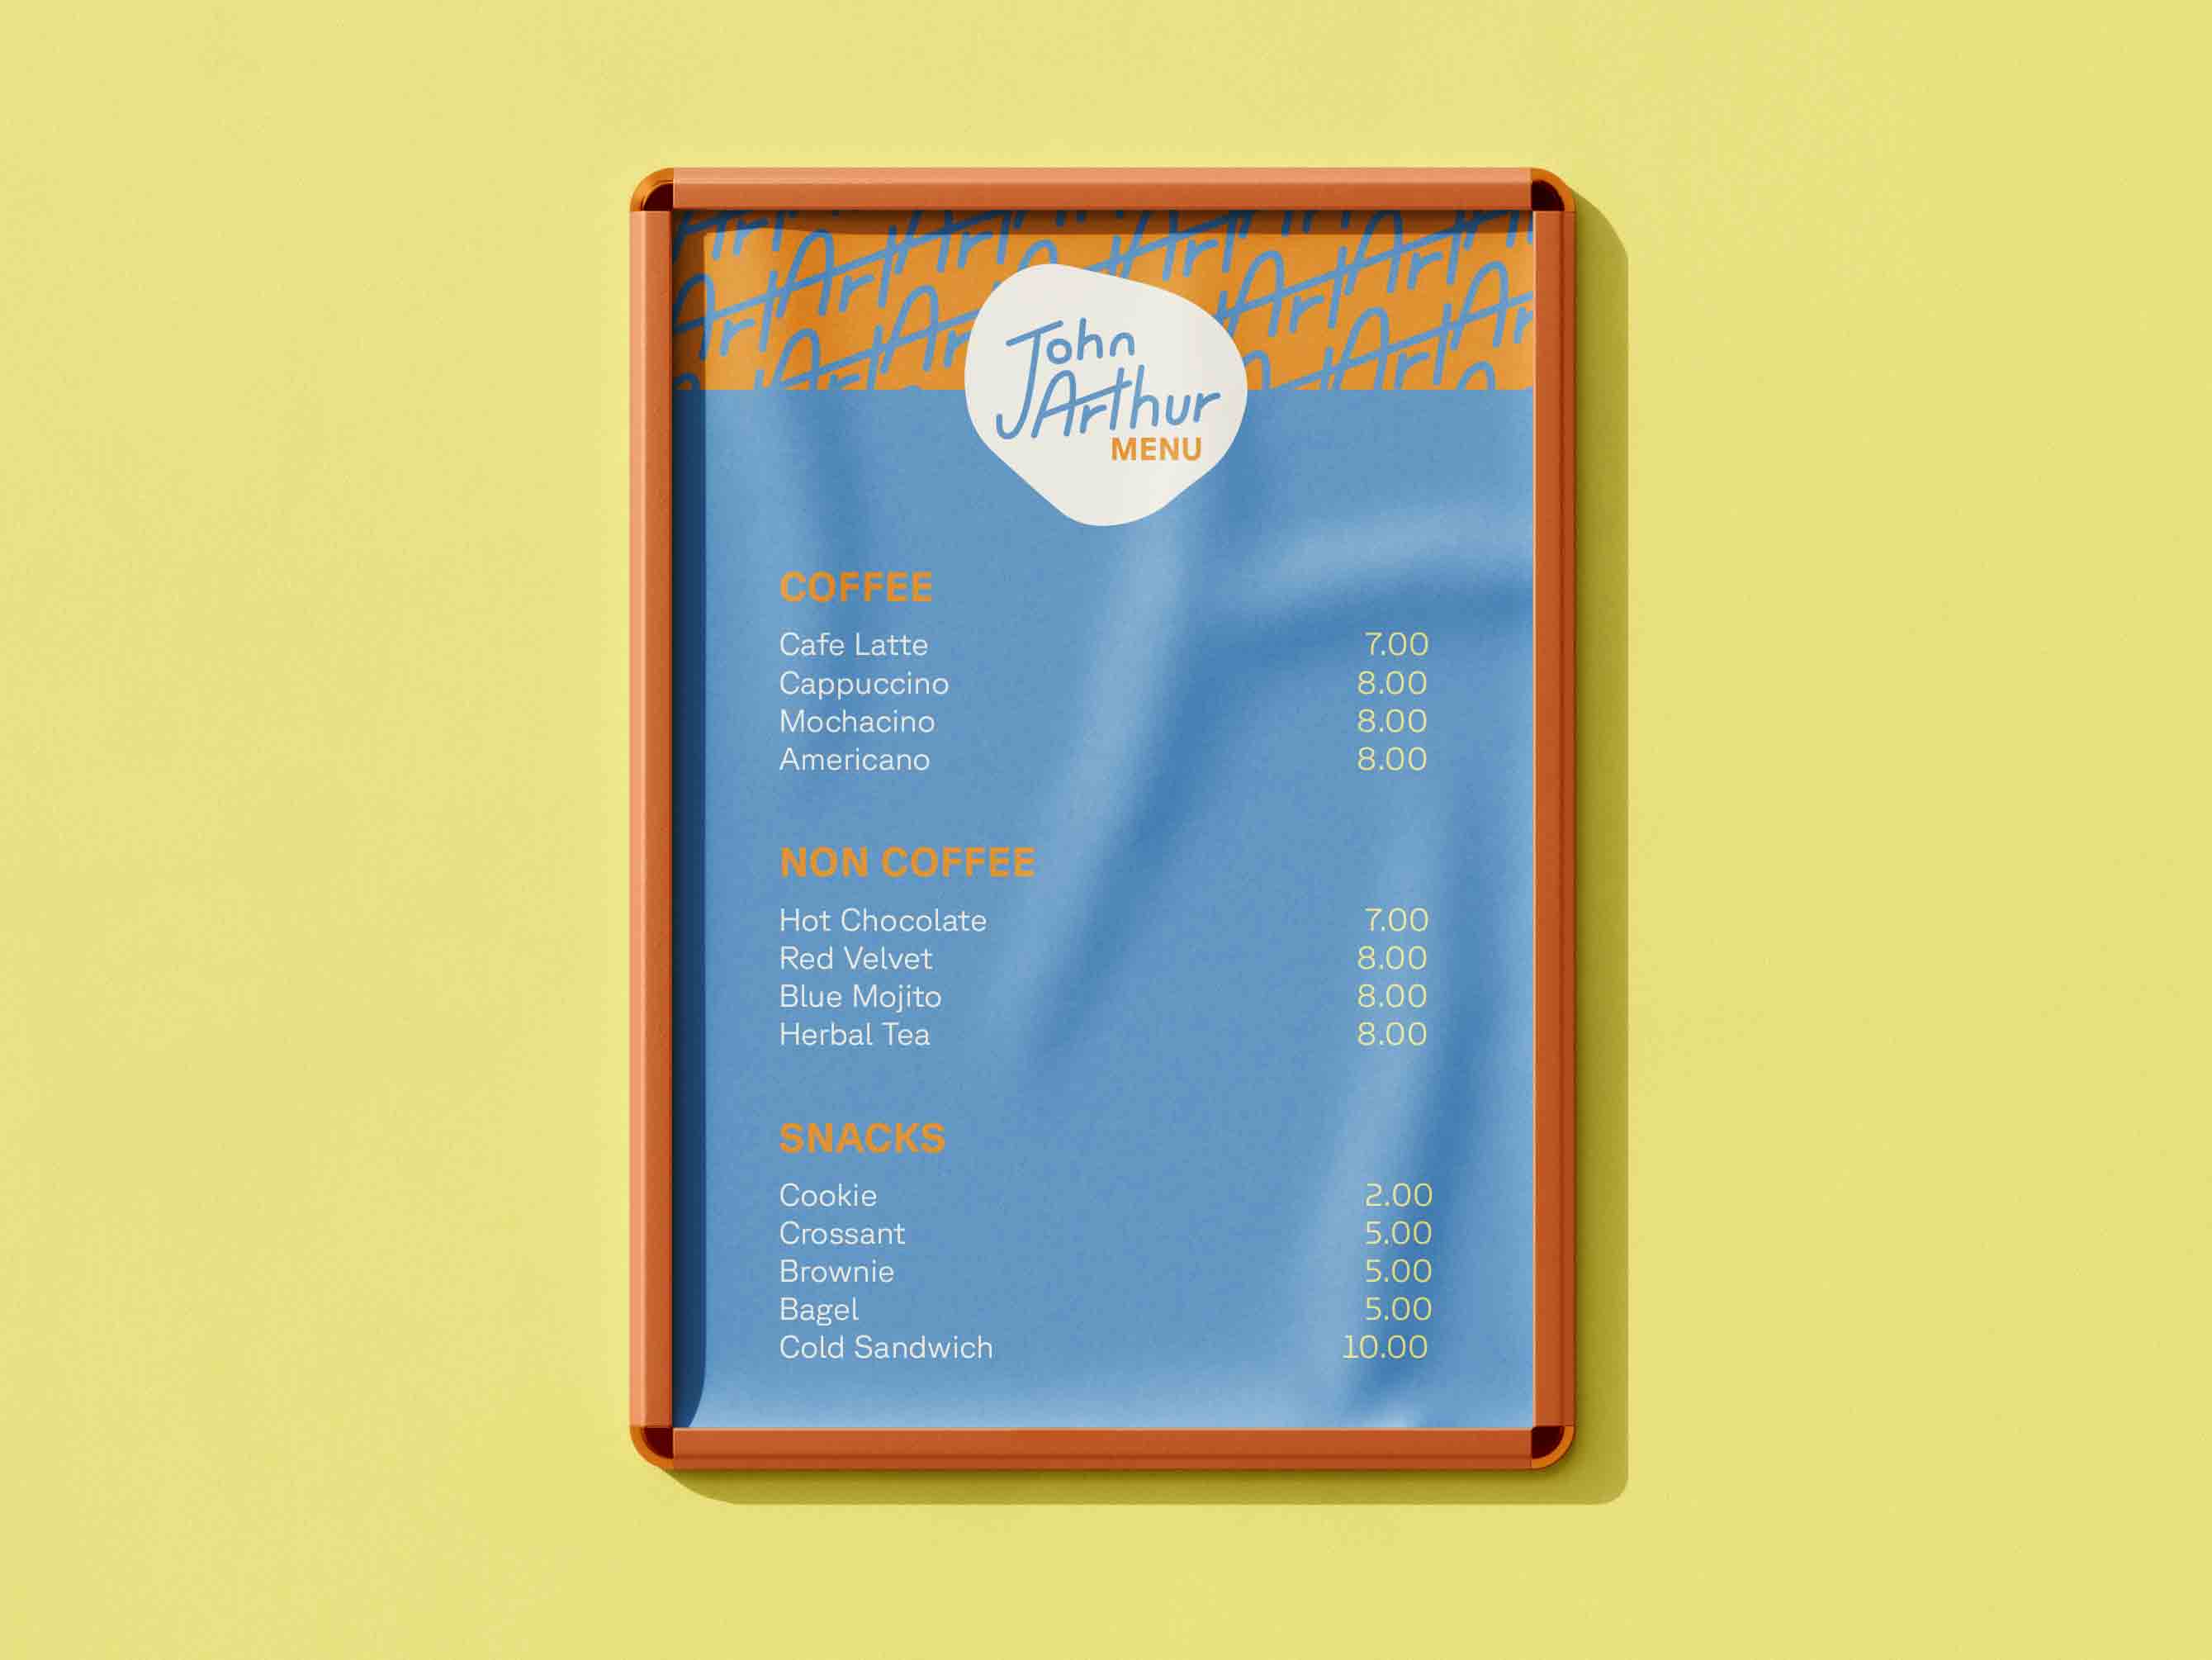 John
Arthur
MENU
COFFEE
Cafe Latte 7.00
Cappuccino 8.00
Mochacino 8.00
Americano 8.00
NON COFFEE
Hot Chocolate 7.00
Red Velvet 8.00
Blue Mojito 8.00
Herbal Tea 8.00
SNACKS
Cookie 2.00
Crossant 5.00
Brownie 5.00
Bagel 5.00
Cold Sandwich 10.00